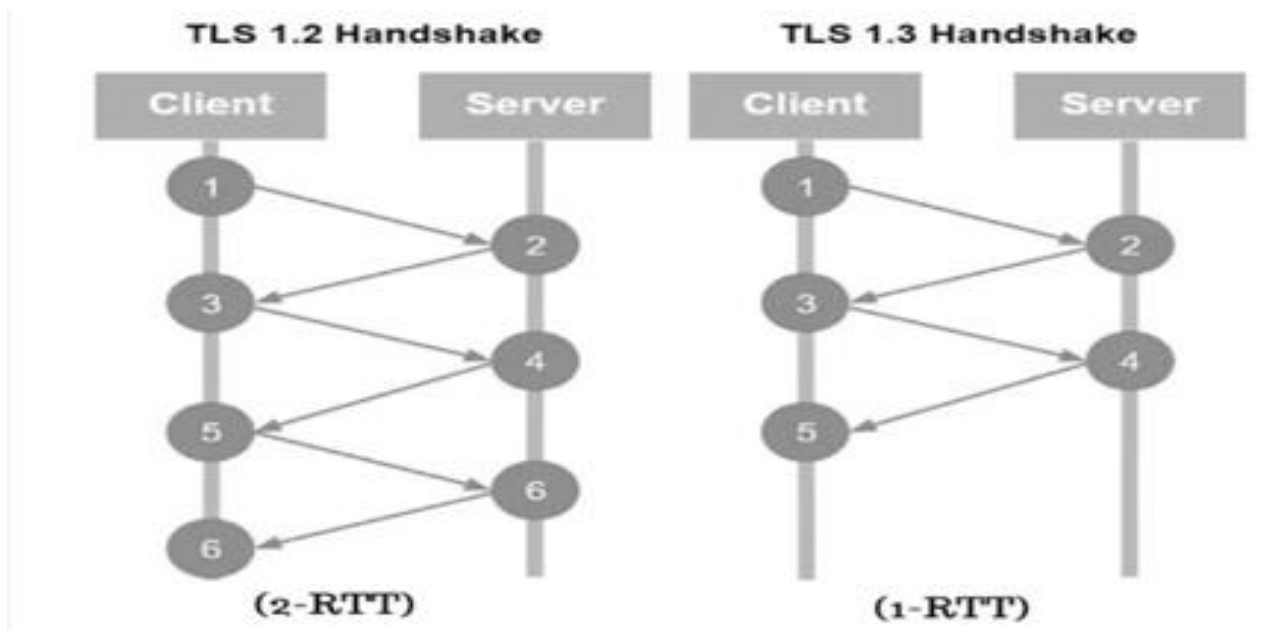 TLS 1.2 Handshake
Client
Server
1
2
3
4
5
6
6
(2-RTT)
TLS 1.3 Handshake
Client
Server
1
2
3
4
5
(1-RTT)